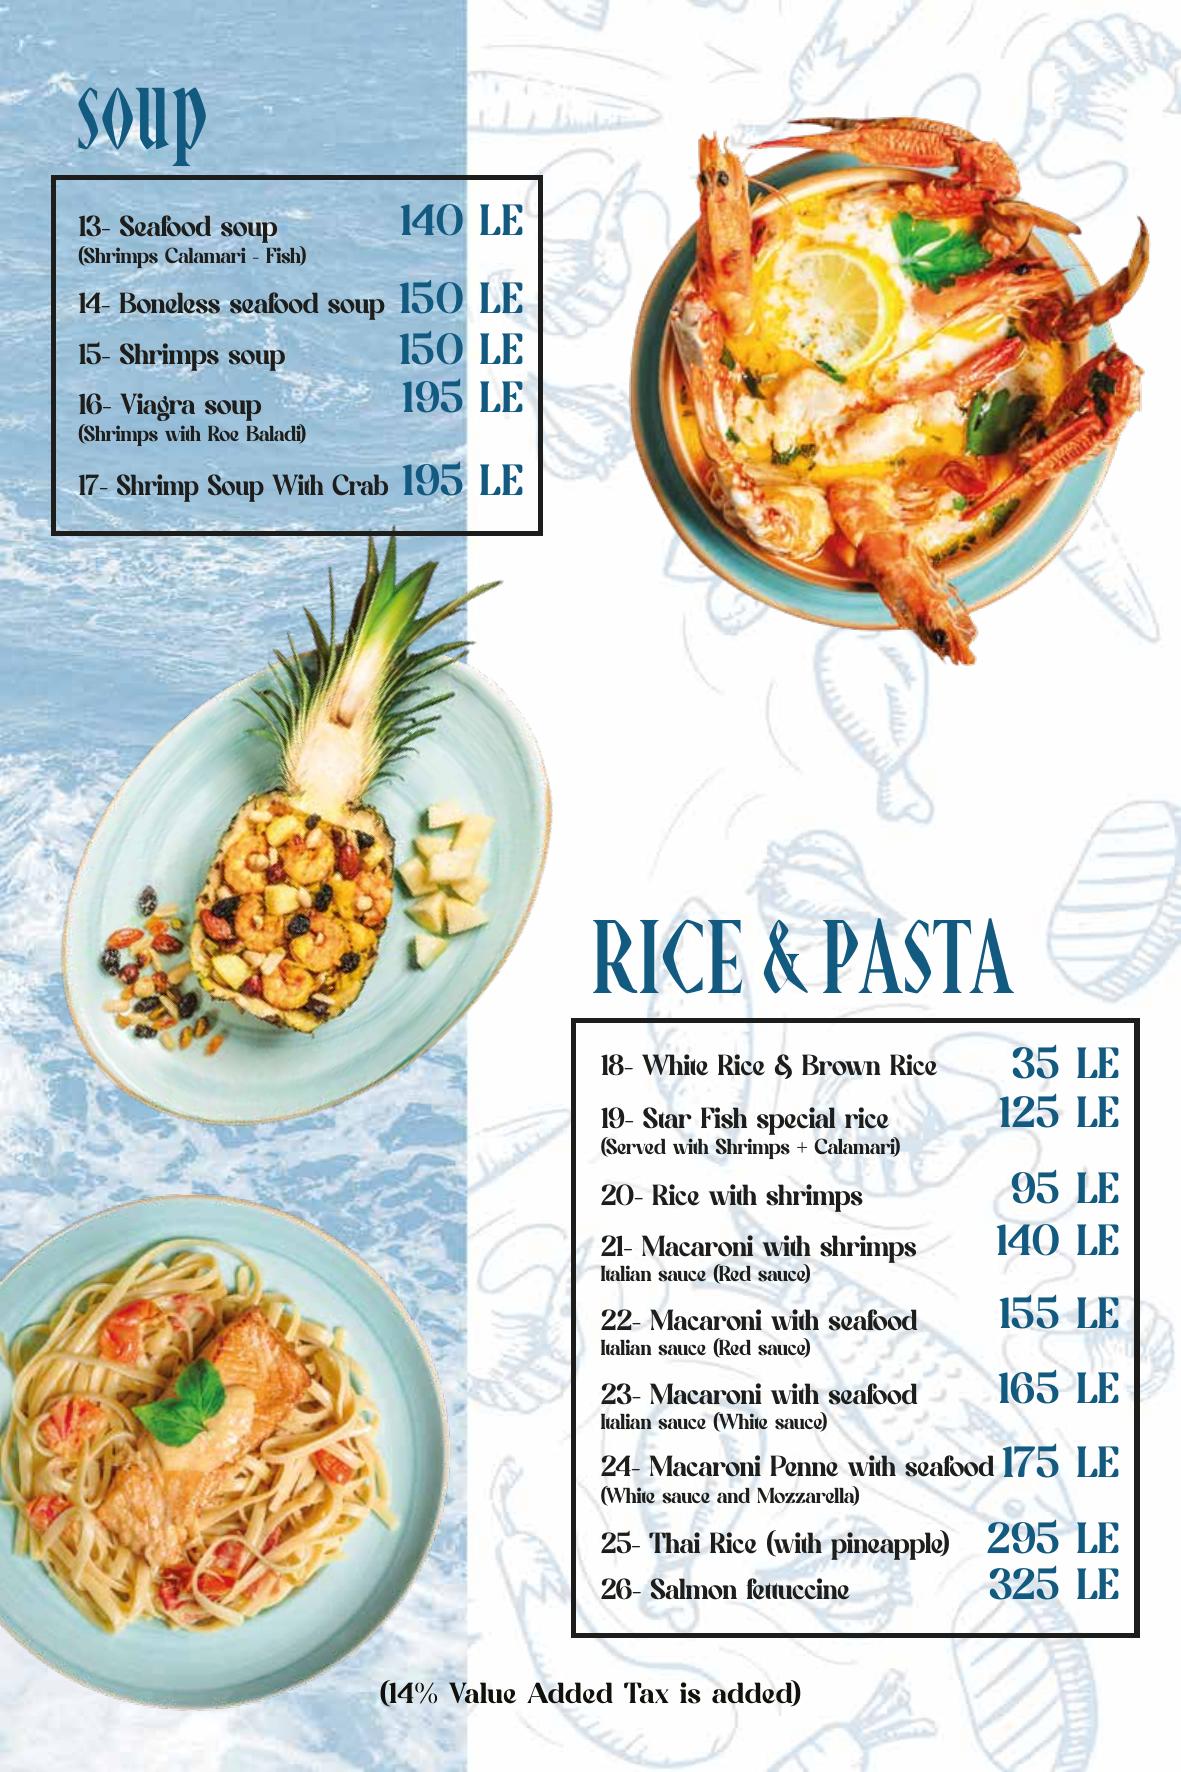 soup
13- Seafood soup 140 LE
(Shrimps Calamari - Fish)
14- Boneless seafood soup 150 LE
15- Shrimps soup 150 LE
16- Viagra soup 195 LE
(Shrimps with Roe Baladi)
17- Shrimp Soup With Crab 195 LE
RICE & PASTA
18- White Rice & Brown Rice 35 LE
19- Star Fish special rice 125 LE
(Served with Shrimps + Calamari)
20- Rice with shrimps 95 LE
21- Macaroni with shrimps 140 LE
Italian sauce (Red sauce)
22- Macaroni with seafood 155 LE
Italian sauce (Red sauce)
23- Macaroni with seafood 165 LE
Italian sauce (White sauce)
24- Macaroni Penne with seafood 175 LE
(White sauce and Mozzarella)
25- Thai Rice (with pineapple) 295 LE
26- Salmon fettuccine 325 LE
(14% Value Added Tax is added)